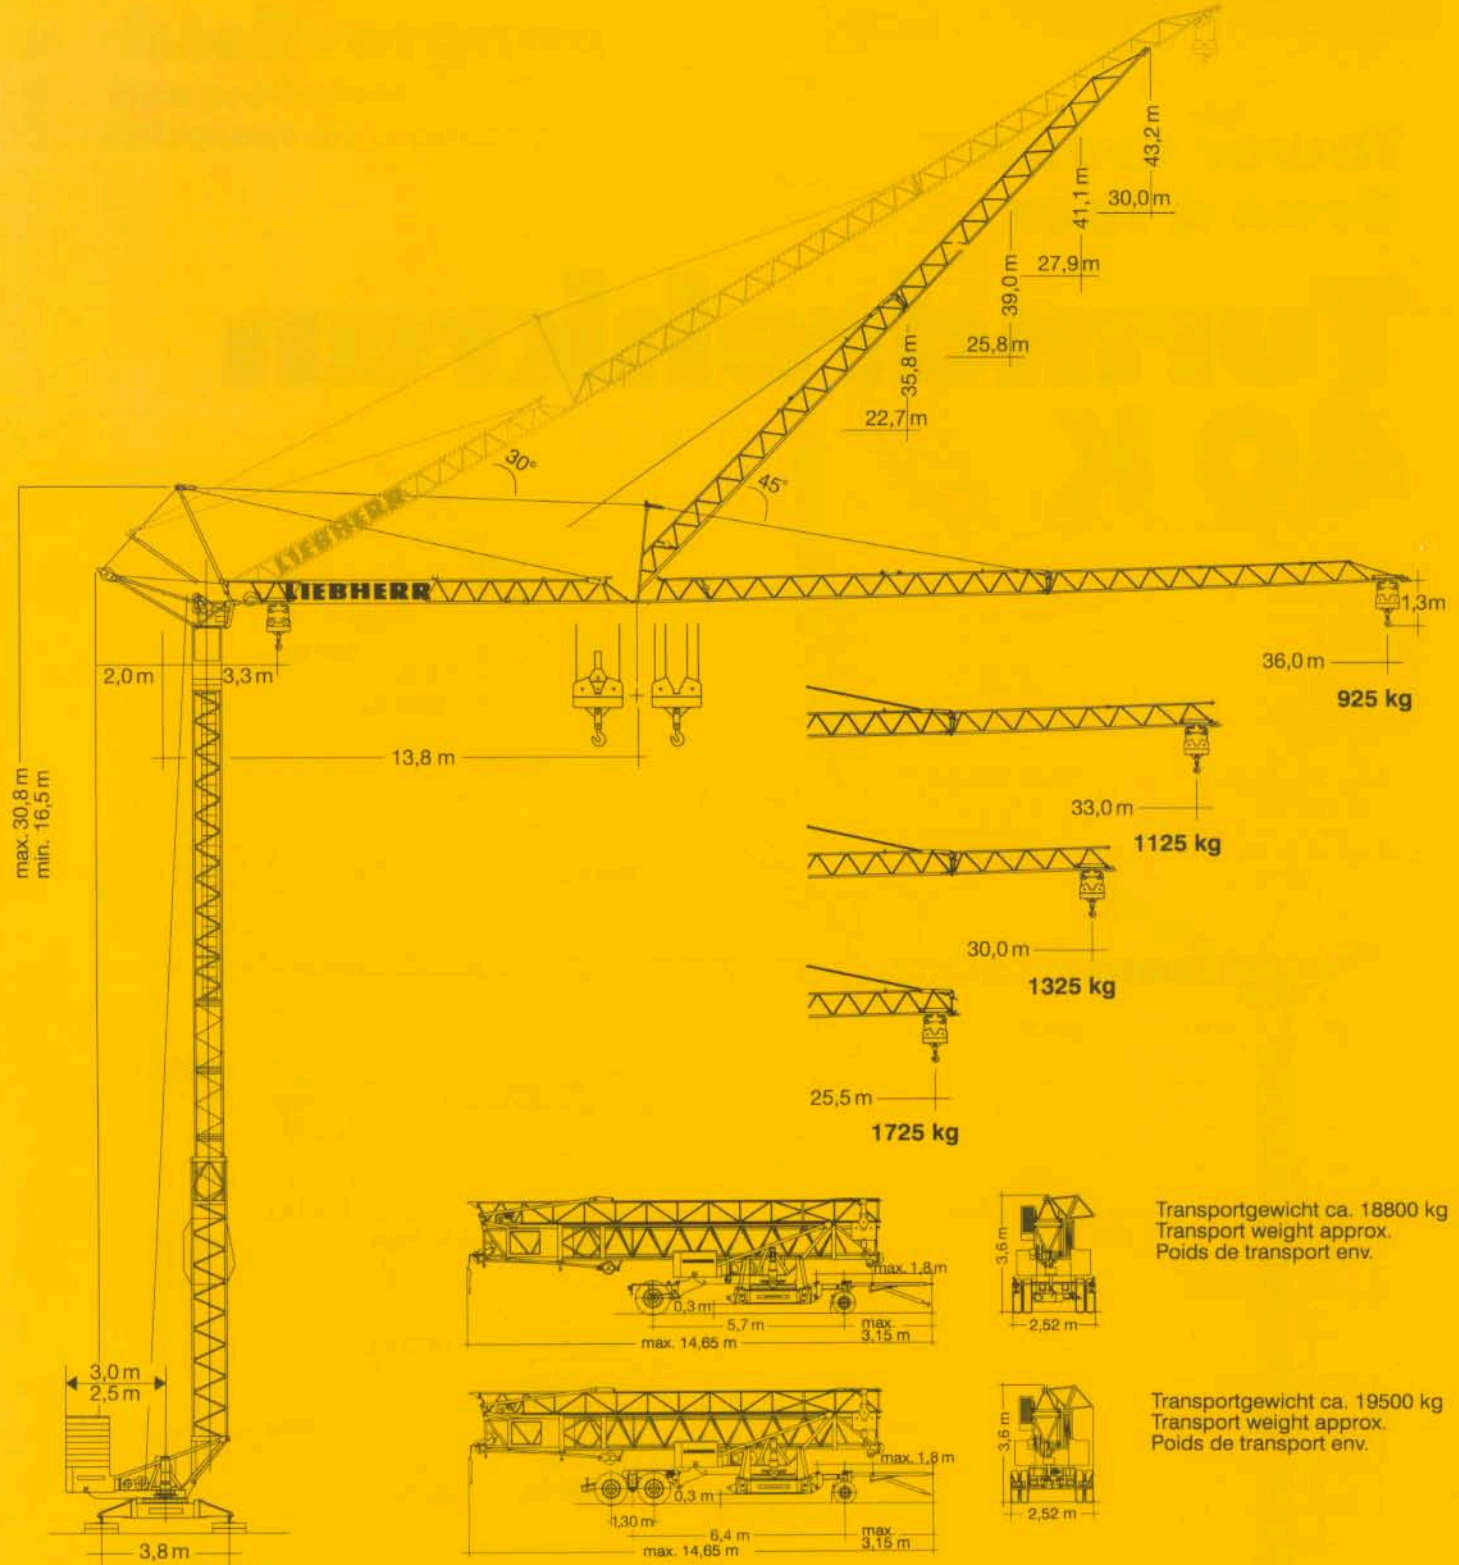 43,2 m
30,0 m
41,1 m
27,9 m
39,0 m
25,8 m
35,8 m
22,7 m
30°
45°
LIEBHERR
LIEBHERR
1,3m
2,0 m
3,3 m
36,0 m
925 kg
13,8 m
max. 30,8 m
min. 16,5 m
33,0 m
1125 kg
30,0 m
1325 kg
25,5 m
1725 kg
Transportgewicht ca. 18800 kg
Transport weight approx.
Poids de transport env.
3,6 m
max. 1,8 m
0,3 m
5,7 m
max.
3,15 m
max. 14,65 m
2,52 m
3,0 m
2,5 m
3,8 m
Transportgewicht ca. 19500 kg
Transport weight approx.
Poids de transport env.
3,6 m
max. 1,8 m
0,3 m
1,30 m
6,4 m
max.
3,15 m
max. 14,65 m
2,52 m